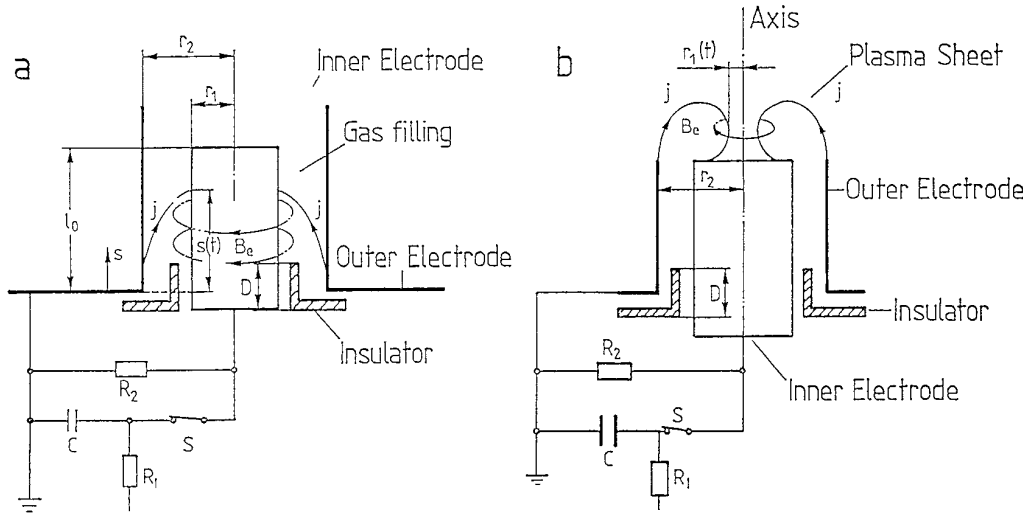 a
r₂
r₁
Inner Electrode
Gas filling
l₀
j
s(t)
j
Bₑ
s
D
Outer Electrode
Insulator
R₂
C
S
R₁
b
Axis
r₁(t)
Plasma Sheet
j
j
Bₑ
r₂
Outer Electrode
D
Insulator
R₂
Inner Electrode
S
C
R₁